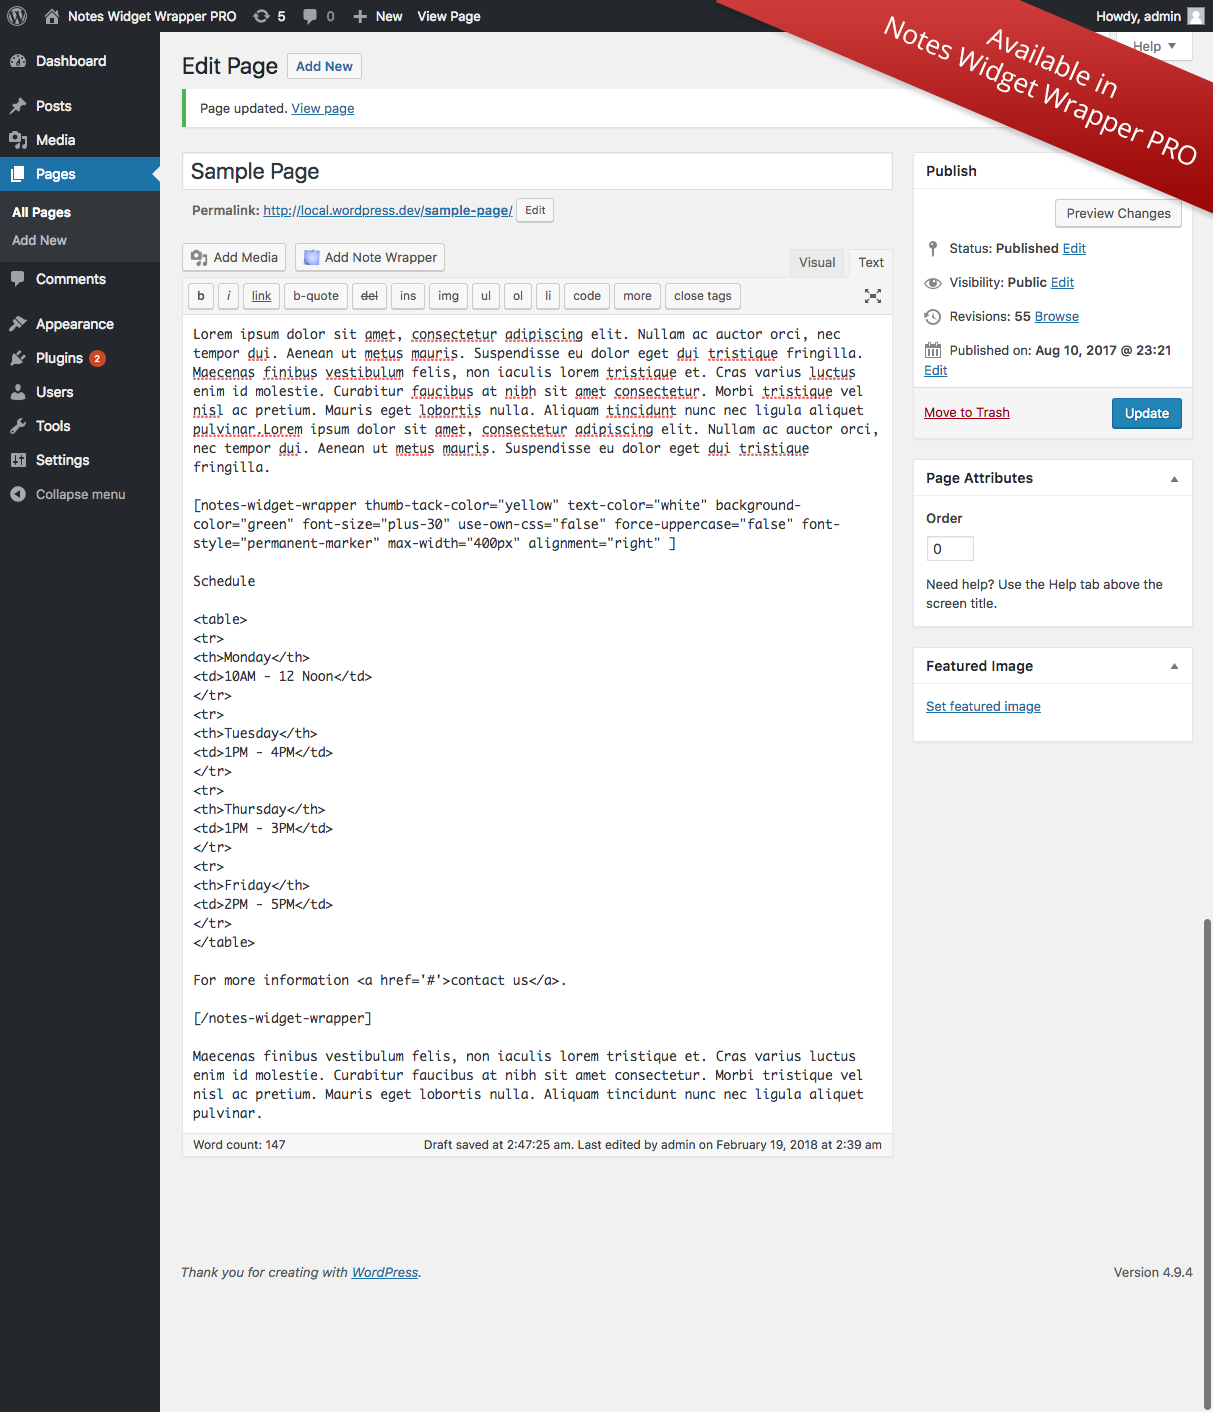 Notes Widget Wrapper PRO 5 0 New View Page Howdy, admin
Available in
Notes Widget Wrapper PRO
Help
Dashboard
Posts
Media
Pages
All Pages
Add New
Comments
Appearance
Plugins 2
Users
Tools
Settings
Collapse menu
Edit Page Add New
Page updated. View page
Sample Page
Permalink: http://local.wordpress.dev/sample-page/ Edit
Add Media Add Note Wrapper Visual Text
b i link b-quote del ins img ul ol li code more close tags
Lorem ipsum dolor sit amet, consectetur adipiscing elit. Nullam ac auctor orci, nec
tempor dui. Aenean ut metus mauris. Suspendisse eu dolor eget dui tristique fringilla.
Maecenas finibus vestibulum felis, non iaculis lorem tristique et. Cras varius luctus
enim id molestie. Curabitur faucibus at nibh sit amet consectetur. Morbi tristique vel
nisl ac pretium. Mauris eget lobortis nulla. Aliquam tincidunt nunc nec ligula aliquet
pulvinar.Lorem ipsum dolor sit amet, consectetur adipiscing elit. Nullam ac auctor orci,
nec tempor dui. Aenean ut metus mauris. Suspendisse eu dolor eget dui tristique
fringilla.
[notes-widget-wrapper thumb-tack-color="yellow" text-color="white" background-
color="green" font-size="plus-30" use-own-css="false" force-uppercase="false" font-
style="permanent-marker" max-width="400px" alignment="right" ]
Schedule
<table>
<tr>
<th>Monday</th>
<td>10AM - 12 Noon</td>
</tr>
<tr>
<th>Tuesday</th>
<td>1PM - 4PM</td>
</tr>
<tr>
<th>Thursday</th>
<td>1PM - 3PM</td>
</tr>
<tr>
<th>Friday</th>
<td>2PM - 5PM</td>
</tr>
</table>
For more information <a href='#'>contact us</a>.
[/notes-widget-wrapper]
Maecenas finibus vestibulum felis, non iaculis lorem tristique et. Cras varius luctus
enim id molestie. Curabitur faucibus at nibh sit amet consectetur. Morbi tristique vel
nisl ac pretium. Mauris eget lobortis nulla. Aliquam tincidunt nunc nec ligula aliquet
pulvinar.
Word count: 147 Draft saved at 2:47:25 am. Last edited by admin on February 19, 2018 at 2:39 am
Publish
Preview Changes
Status: Published Edit
Visibility: Public Edit
Revisions: 55 Browse
Published on: Aug 10, 2017 @ 23:21
Edit
Move to Trash Update
Page Attributes
Order
0
Need help? Use the Help tab above the
screen title.
Featured Image
Set featured image
Thank you for creating with WordPress. Version 4.9.4